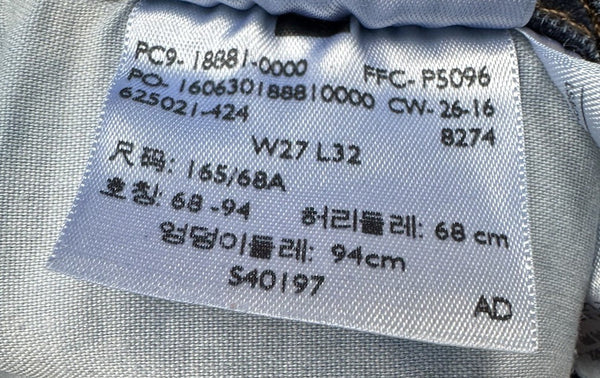 PC9-18881-0000 FFC-P5096
PO-160630188810000 CW-26-16
625021-424 8274
W27 L32
尺码: 165/68A
호칭: 68-94 허리둘레: 68 cm
엉덩이둘레: 94cm
S40197
AD